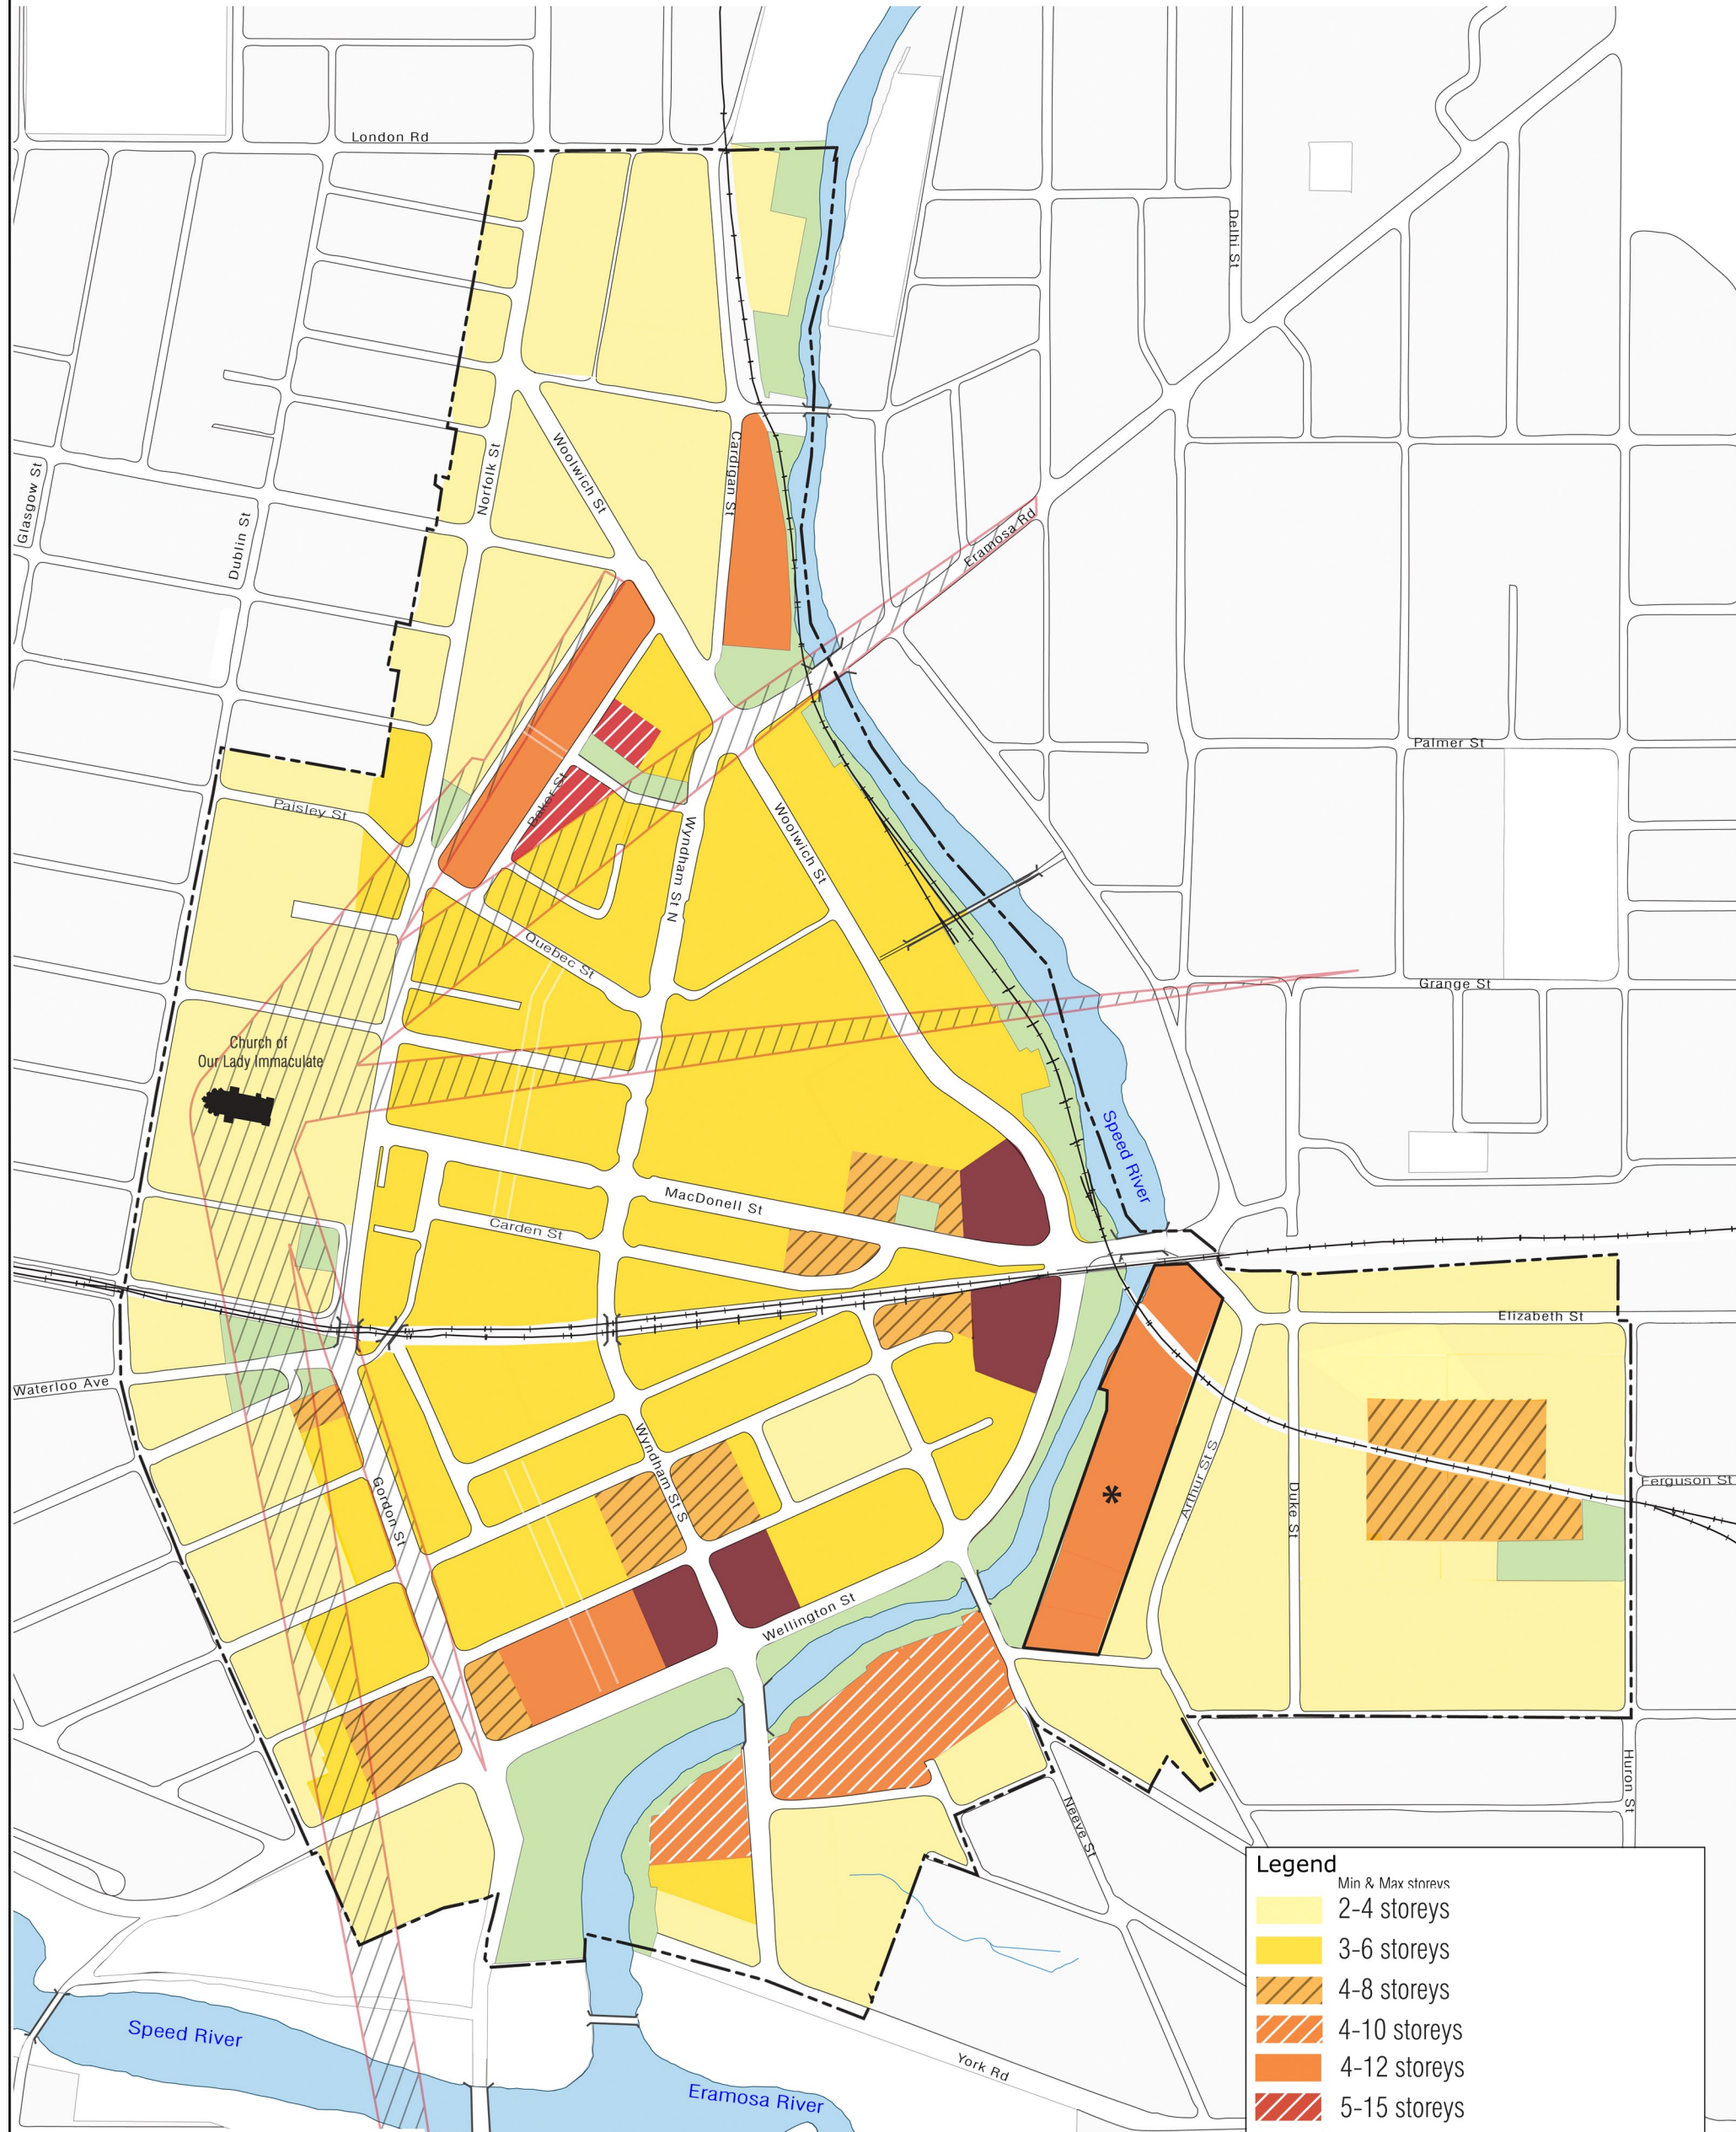 London Rd
Delhi St
Cardigan St
Woolwich St
Norfolk St
Glasgow St
Dublin St
Eramosa Rd
Palmer St
Paisley St
Baker St
Woolwich St
Wyndham St N
Quebec St
Grange St
Church of
Our Lady Immaculate
Speed River
MacDonell St
Carden St
Elizabeth St
Waterloo Ave
Wyndham St S
Arthur St S
Ferguson St
Gordon St
Duke St
*
Wellington St
Huron St
Neeve St
Legend
Min & Max storeys
2-4 storeys
3-6 storeys
4-8 storeys
4-10 storeys
4-12 storeys
5-15 storeys
Speed River
York Rd
Eramosa River